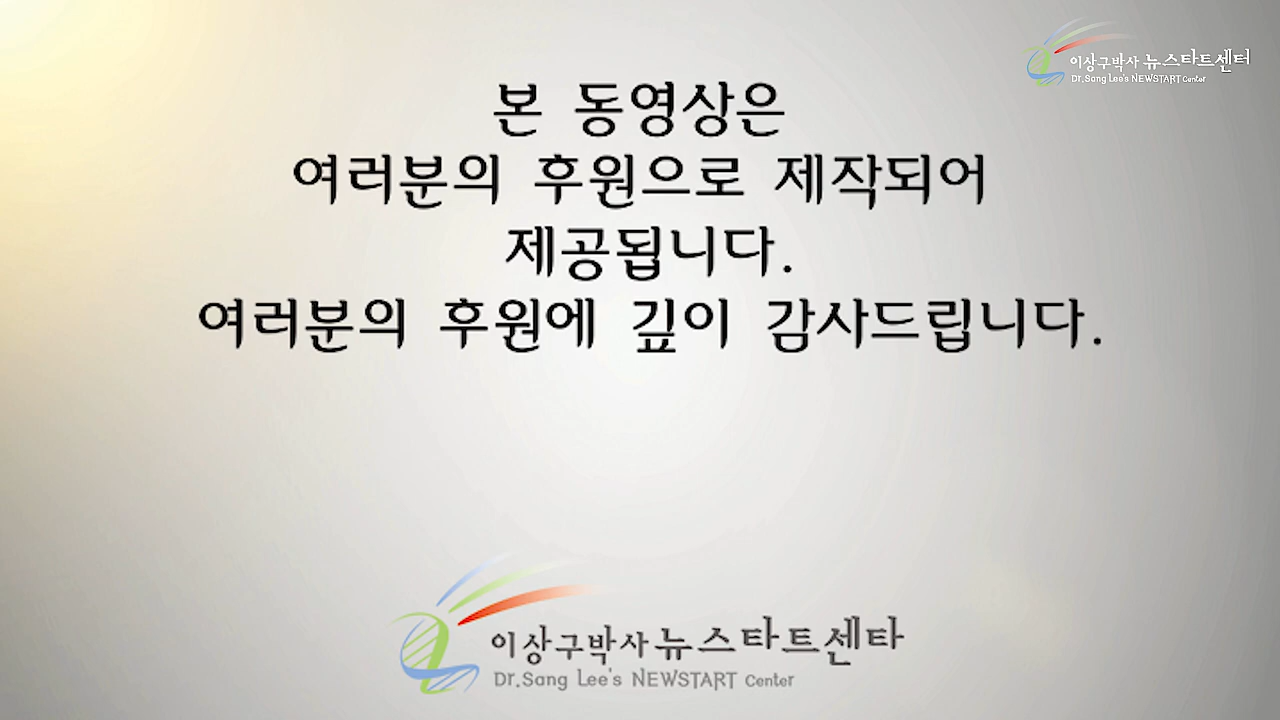 이상구박사 뉴스타트센터
Dr.Sang Lee's NEWSTART Center
본 동영상은
여러분의 후원으로 제작되어
제공됩니다.
여러분의 후원에 깊이 감사드립니다.
이상구박사 뉴스타트센타
Dr.Sang Lee's NEWSTART Center